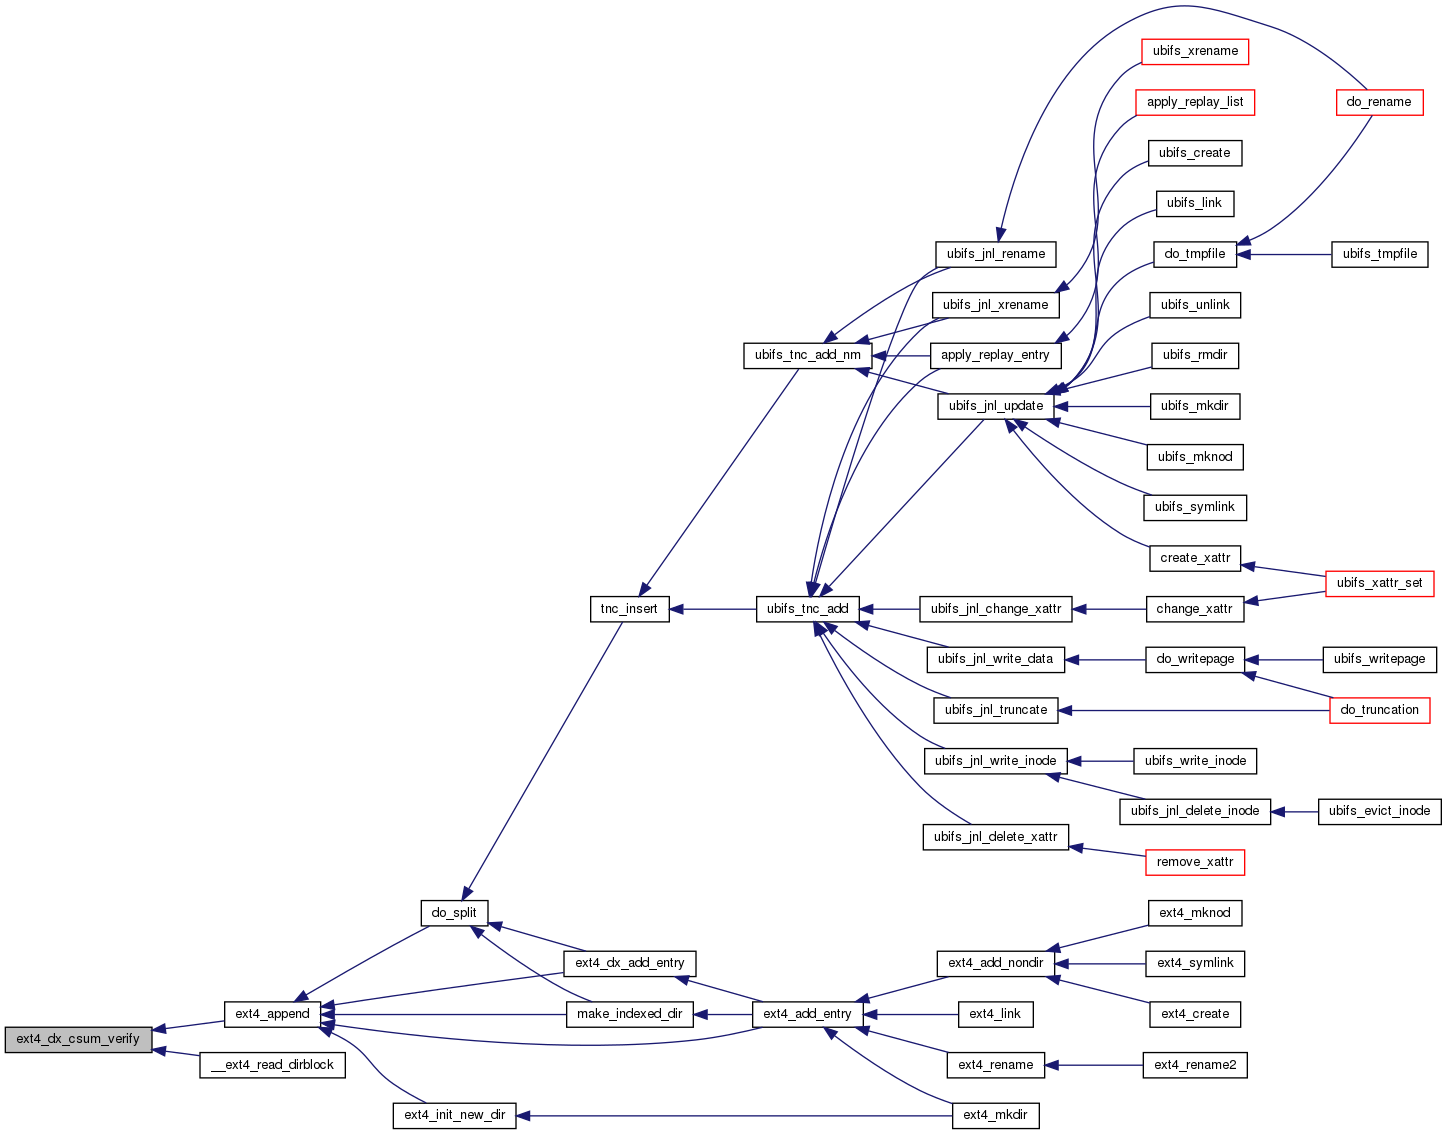 ubifs_xrename
apply_replay_list
do_rename
ubifs_create
ubifs_link
ubifs_jnl_rename
do_tmpfile
ubifs_tmpfile
ubifs_jnl_xrename
ubifs_unlink
ubifs_tnc_add_nm
apply_replay_entry
ubifs_rmdir
ubifs_jnl_update
ubifs_mkdir
ubifs_mknod
ubifs_symlink
create_xattr
ubifs_xattr_set
tnc_insert
ubifs_tnc_add
ubifs_jnl_change_xattr
change_xattr
ubifs_jnl_write_data
do_writepage
ubifs_writepage
ubifs_jnl_truncate
do_truncation
ubifs_jnl_write_inode
ubifs_write_inode
ubifs_jnl_delete_inode
ubifs_evict_inode
ubifs_jnl_delete_xattr
remove_xattr
do_split
ext4_mknod
ext4_dx_add_entry
ext4_add_nondir
ext4_symlink
ext4_append
make_indexed_dir
ext4_add_entry
ext4_link
ext4_create
ext4_dx_csum_verify
__ext4_read_dirblock
ext4_rename
ext4_rename2
ext4_init_new_dir
ext4_mkdir